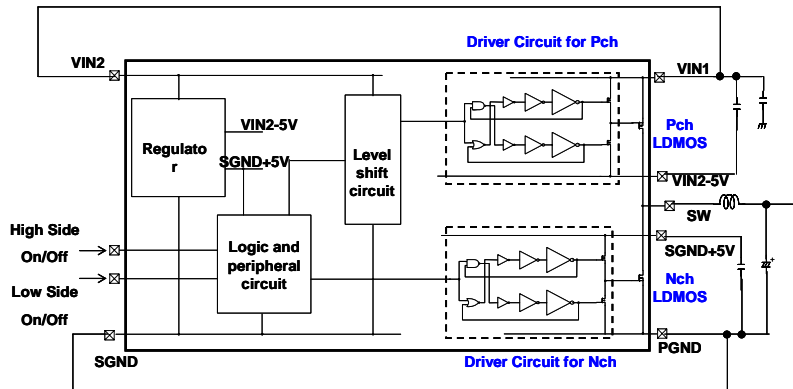 Driver Circuit for Pch
VIN2
VIN1
VIN2-5V
Regulato
r
SGND+5V
Level
shift
circuit
Pch
LDMOS
VIN2-5V
SW
High Side
On/Off
Logic and
peripheral
circuit
SGND+5V
Low Side
On/Off
Nch
LDMOS
+
SGND
PGND
Driver Circuit for Nch